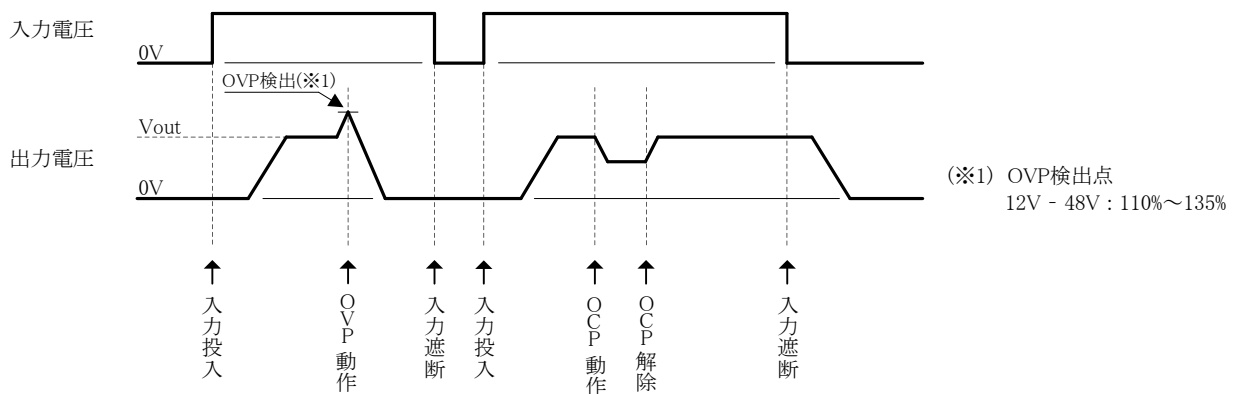 入力電圧
0V
OVP検出(※1)
Vout
出力電圧
0V
(※1) OVP検出点
12V - 48V : 110%～135%
入力投入
OVP動作
入力遮断
入力投入
OCP動作
OCP解除
入力遮断